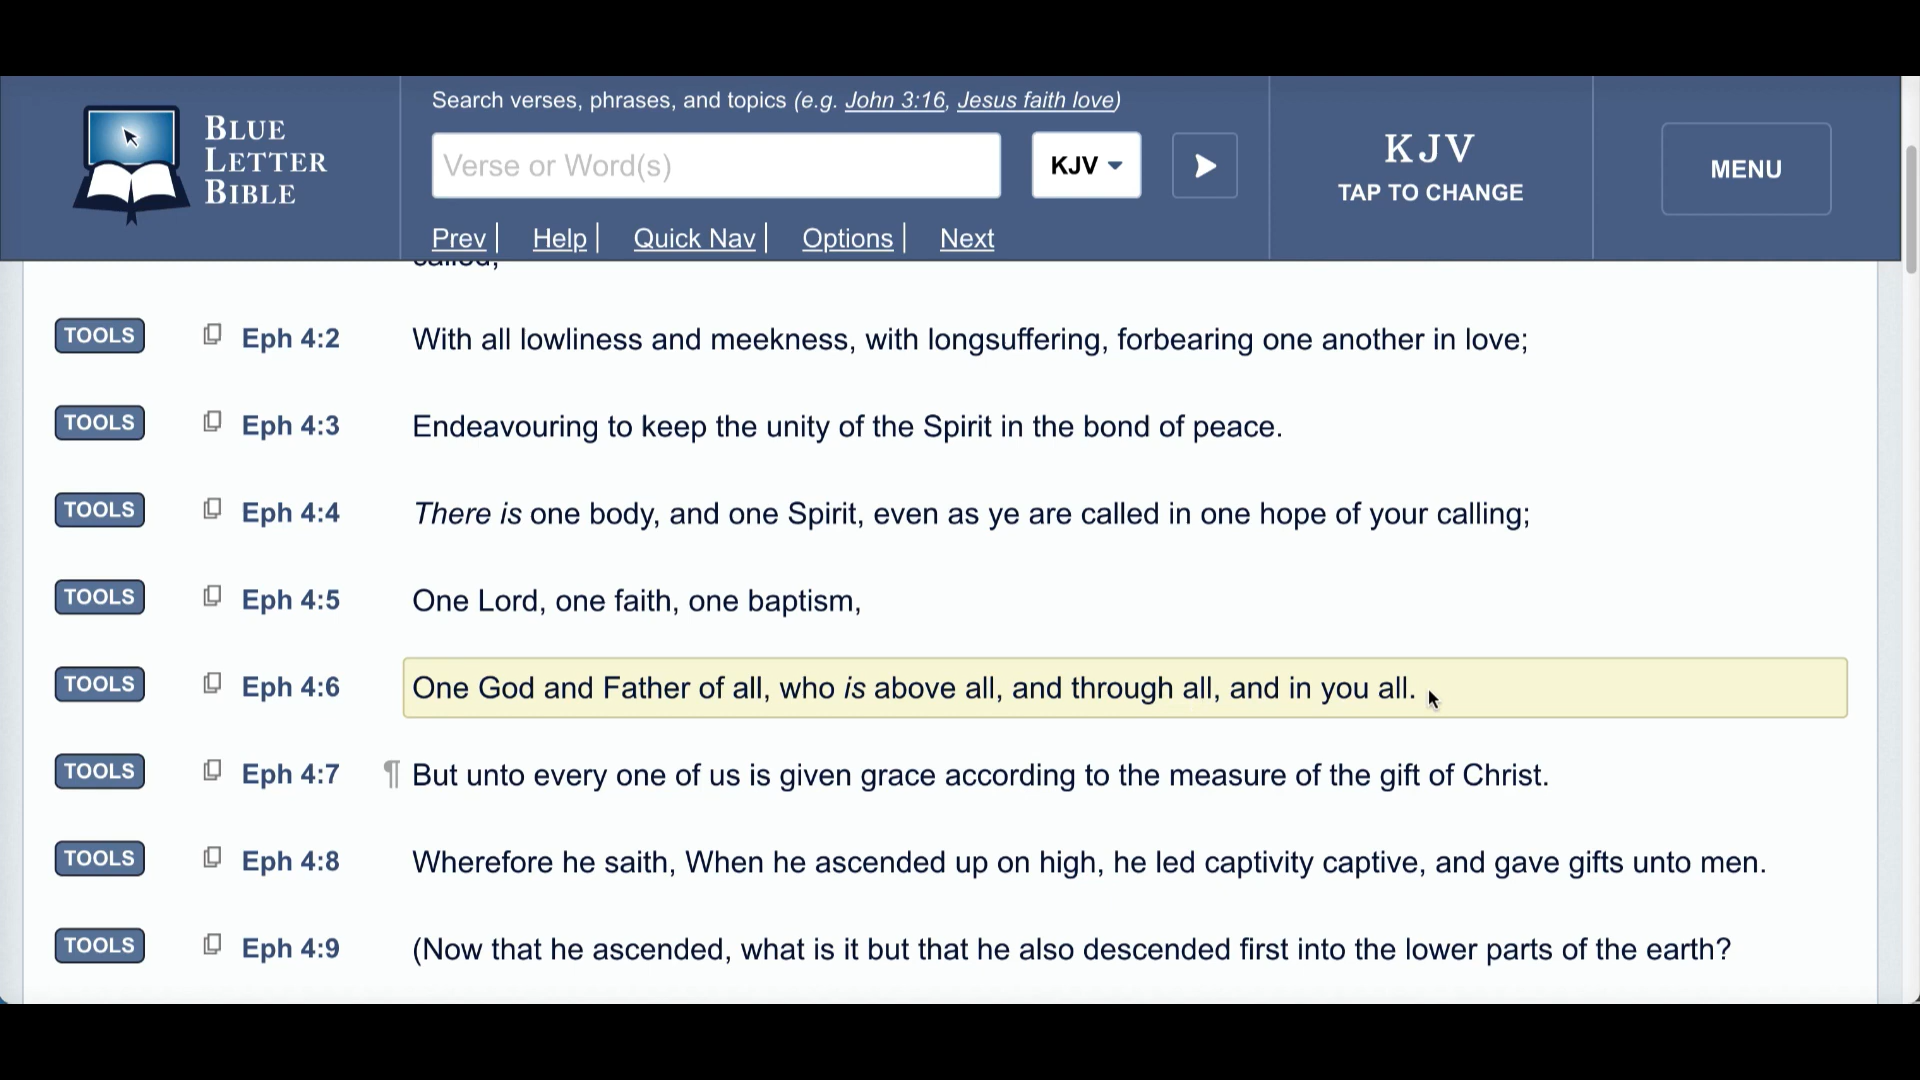 Search verses, phrases, and topics (e.g. John 3:16, Jesus faith love)
BLUE
LETTER
BIBLE
Verse or Word(s)
KJV
KJV
TAP TO CHANGE
MENU
Prev | Help | Quick Nav | Options | Next
called,
TOOLS Eph 4:2 With all lowliness and meekness, with longsuffering, forbearing one another in love;
TOOLS Eph 4:3 Endeavouring to keep the unity of the Spirit in the bond of peace.
TOOLS Eph 4:4 There is one body, and one Spirit, even as ye are called in one hope of your calling;
TOOLS Eph 4:5 One Lord, one faith, one baptism,
TOOLS Eph 4:6 One God and Father of all, who is above all, and through all, and in you all.
TOOLS Eph 4:7 ¶ But unto every one of us is given grace according to the measure of the gift of Christ.
TOOLS Eph 4:8 Wherefore he saith, When he ascended up on high, he led captivity captive, and gave gifts unto men.
TOOLS Eph 4:9 (Now that he ascended, what is it but that he also descended first into the lower parts of the earth?